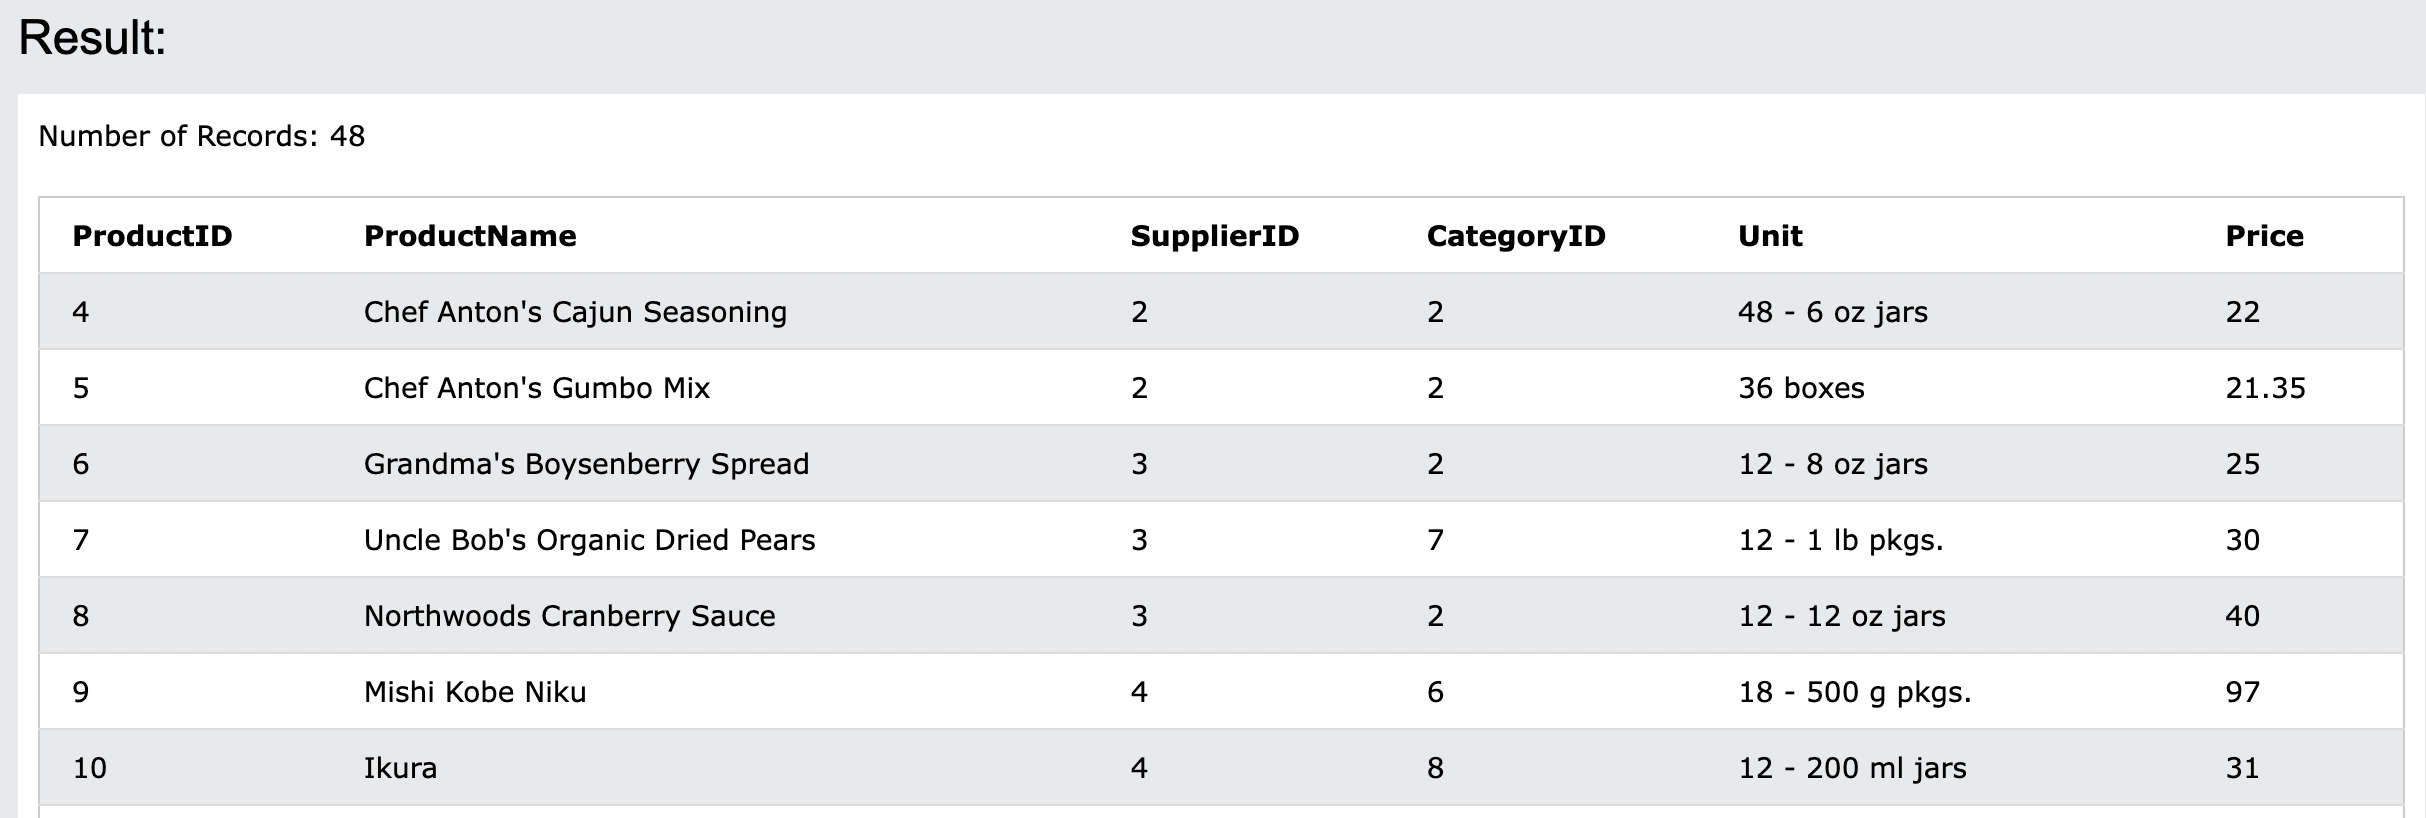 Result:
Number of Records: 48
ProductID ProductName SupplierID CategoryID Unit Price
4 Chef Anton's Cajun Seasoning 2 2 48 - 6 oz jars 22
5 Chef Anton's Gumbo Mix 2 2 36 boxes 21.35
6 Grandma's Boysenberry Spread 3 2 12 - 8 oz jars 25
7 Uncle Bob's Organic Dried Pears 3 7 12 - 1 lb pkgs. 30
8 Northwoods Cranberry Sauce 3 2 12 - 12 oz jars 40
9 Mishi Kobe Niku 4 6 18 - 500 g pkgs. 97
10 Ikura 4 8 12 - 200 ml jars 31